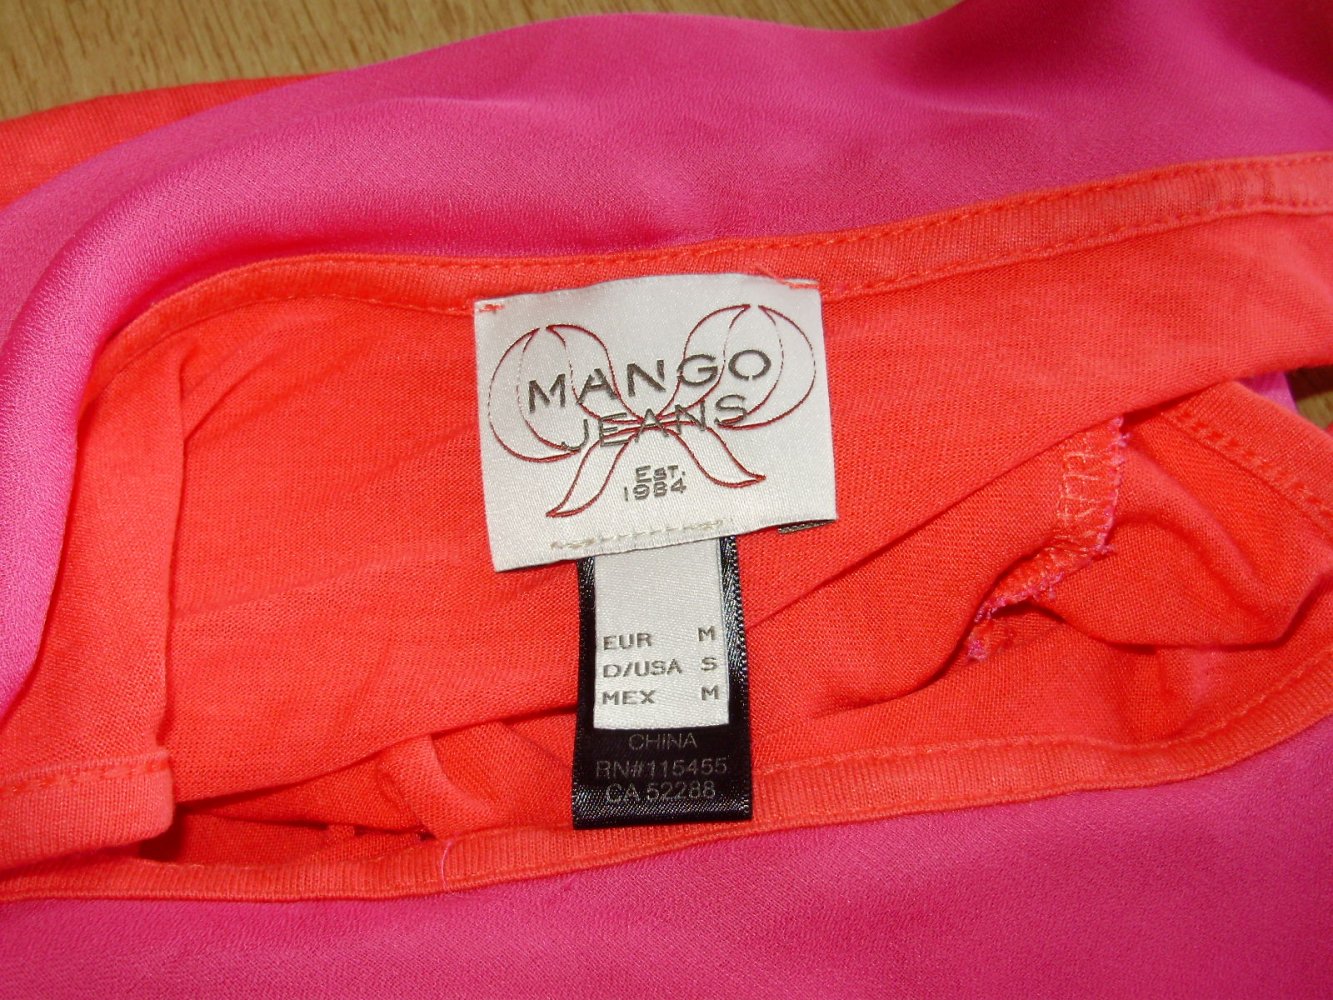 MANGO
JEANS
EST.
1984
EUR M
D/USA S
MEX M
CHINA
RN#115455
CA 52288